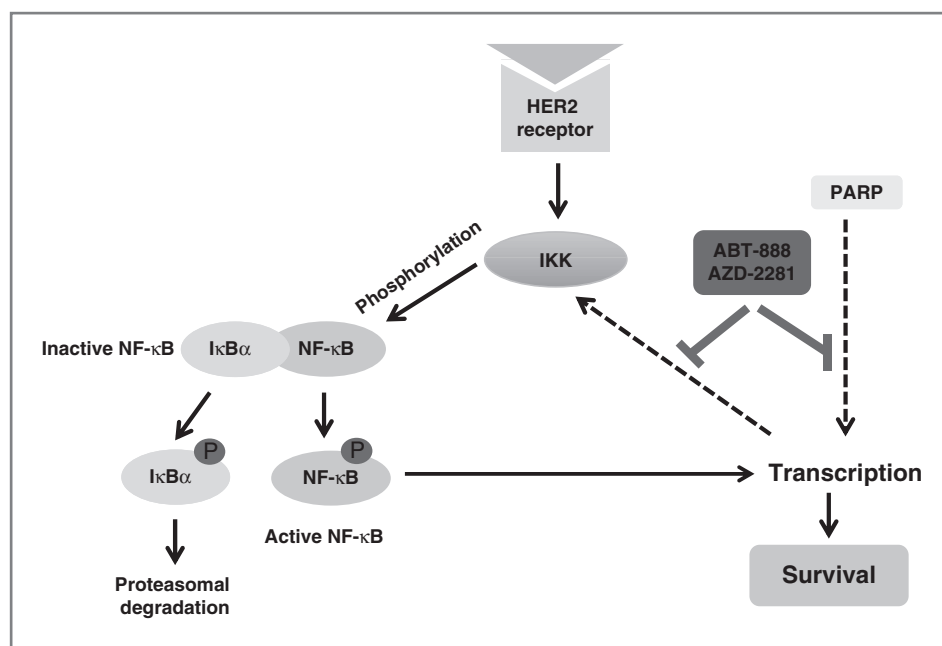 HER2
receptor
PARP
ABT-888
AZD-2281
IKK
Phosphorylation
Inactive NF-κB
IκBα
NF-κB
P
IκBα
P
NF-κB
Transcription
Active NF-κB
Survival
Proteasomal
degradation